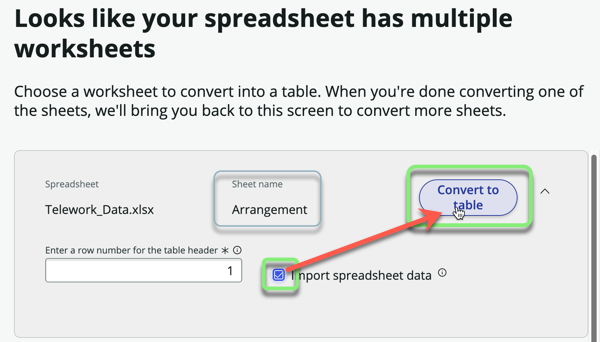 Looks like your spreadsheet has multiple
worksheets
Choose a worksheet to convert into a table. When you're done converting one of
the sheets, we'll bring you back to this screen to convert more sheets.
Spreadsheet
Sheet name
Telework_Data.xlsx
Arrangement
Convert to
table
Enter a row number for the table header *
1
Import spreadsheet data